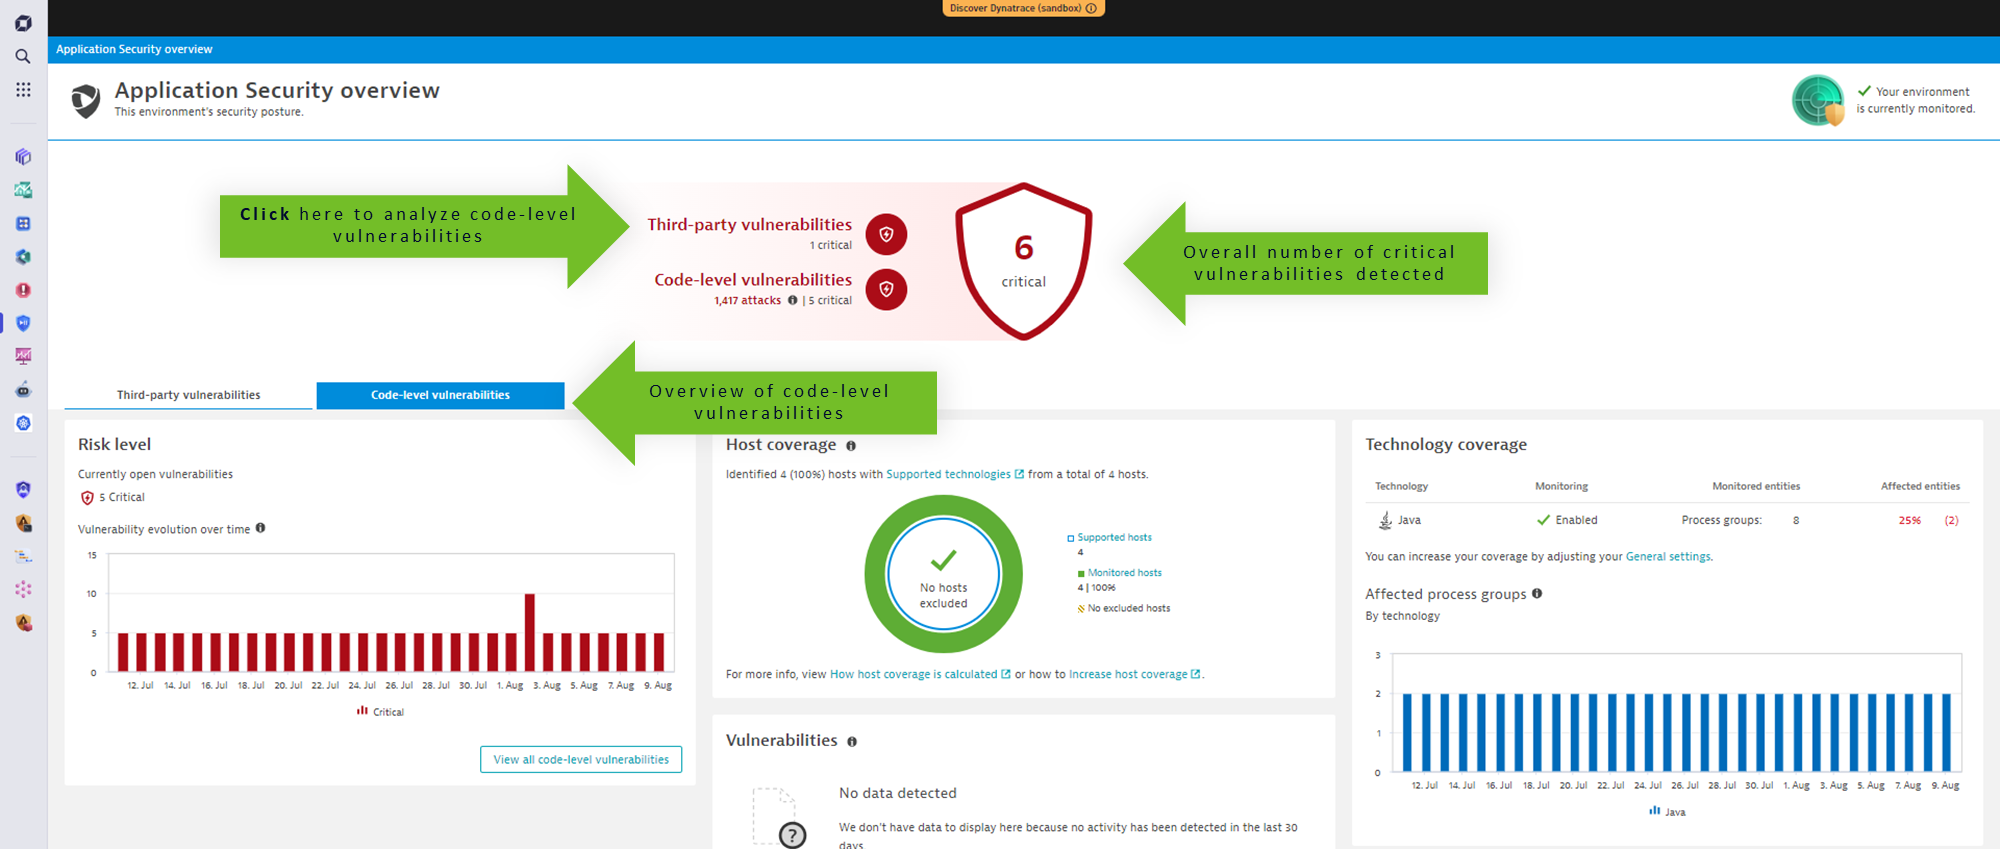 Discover Dynatrace (sandbox)
Application Security overview
Application Security overview
This environment's security posture.
Your environment
is currently monitored.
Click here to analyze code-level
vulnerabilities
Third-party vulnerabilities
1 critical
Code-level vulnerabilities
1,417 attacks | 5 critical
6
critical
Overall number of critical
vulnerabilities detected
Third-party vulnerabilities
Code-level vulnerabilities
Overview of code-level
vulnerabilities
Risk level
Currently open vulnerabilities
5 Critical
Vulnerability evolution over time
15
10
5
0
12. Jul 14. Jul 16. Jul 18. Jul 20. Jul 22. Jul 24. Jul 26. Jul 28. Jul 30. Jul 1. Aug 3. Aug 5. Aug 7. Aug 9. Aug
Critical
View all code-level vulnerabilities
Host coverage
Identified 4 (100%) hosts with Supported technologies from a total of 4 hosts.
No hosts
excluded
Supported hosts
4
Monitored hosts
4 | 100%
No excluded hosts
For more info, view How host coverage is calculated or how to Increase host coverage.
Vulnerabilities
No data detected
We don't have data to display here because no activity has been detected in the last 30
days.
Technology coverage
Technology Monitoring Monitored entities Affected entities
Java Enabled Process groups: 8 25% (2)
You can increase your coverage by adjusting your General settings.
Affected process groups
By technology
3
2
1
0
12. Jul 14. Jul 16. Jul 18. Jul 20. Jul 22. Jul 24. Jul 26. Jul 28. Jul 30. Jul 1. Aug 3. Aug 5. Aug 7. Aug 9. Aug
Java